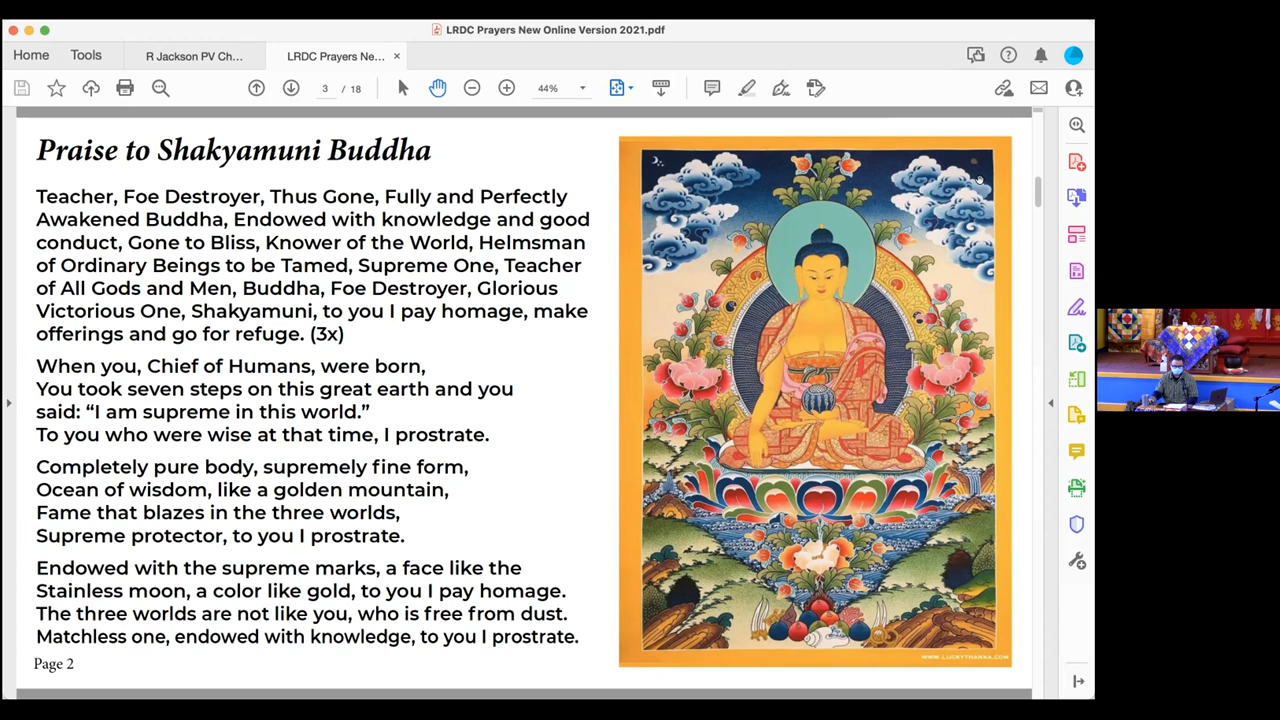 LRDC Prayers New Online Version 2021.pdf
Home Tools R Jackson PV Ch... LRDC Prayers Ne... ×
3 / 18 44%
Praise to Shakyamuni Buddha
Teacher, Foe Destroyer, Thus Gone, Fully and Perfectly
Awakened Buddha, Endowed with knowledge and good
conduct, Gone to Bliss, Knower of the World, Helmsman
of Ordinary Beings to be Tamed, Supreme One, Teacher
of All Gods and Men, Buddha, Foe Destroyer, Glorious
Victorious One, Shakyamuni, to you I pay homage, make
offerings and go for refuge. (3x)
When you, Chief of Humans, were born,
You took seven steps on this great earth and you
said: “I am supreme in this world.”
To you who were wise at that time, I prostrate.
Completely pure body, supremely fine form,
Ocean of wisdom, like a golden mountain,
Fame that blazes in the three worlds,
Supreme protector, to you I prostrate.
Endowed with the supreme marks, a face like the
Stainless moon, a color like gold, to you I pay homage.
The three worlds are not like you, who is free from dust.
Matchless one, endowed with knowledge, to you I prostrate.
Page 2
WWW.LUCKYTHANKA.COM